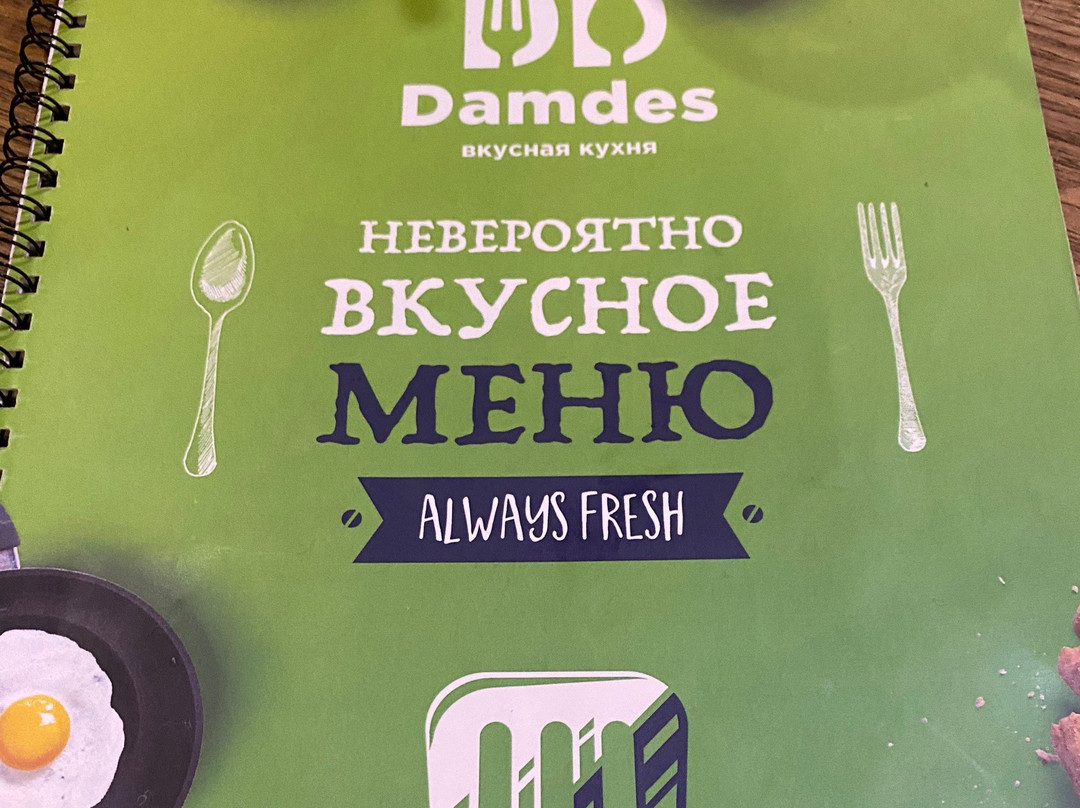 Damdes
вкусная кухня
НЕВЕРОЯТНО
ВКУСНОЕ
МЕНЮ
ALWAYS FRESH